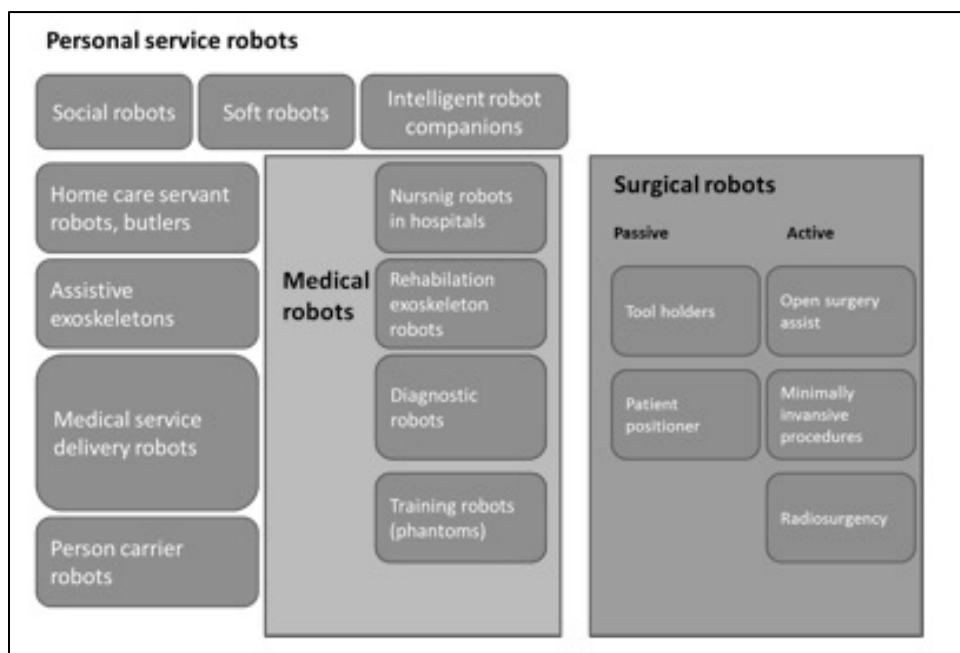 Personal service robots
Social robots
Soft robots
Intelligent robot
companions
Home care servant
robots, butlers
Assistive
exoskeletons
Medical service
delivery robots
Person carrier
robots
Medical
robots
Nursnig robots
in hospitals
Rehabilation
exoskeleton
robots
Diagnostic
robots
Training robots
(phantoms)
Surgical robots
Passive
Active
Tool holders
Open surgery
assist
Patient
positioner
Minimally
invansive
procedures
Radiosurgency